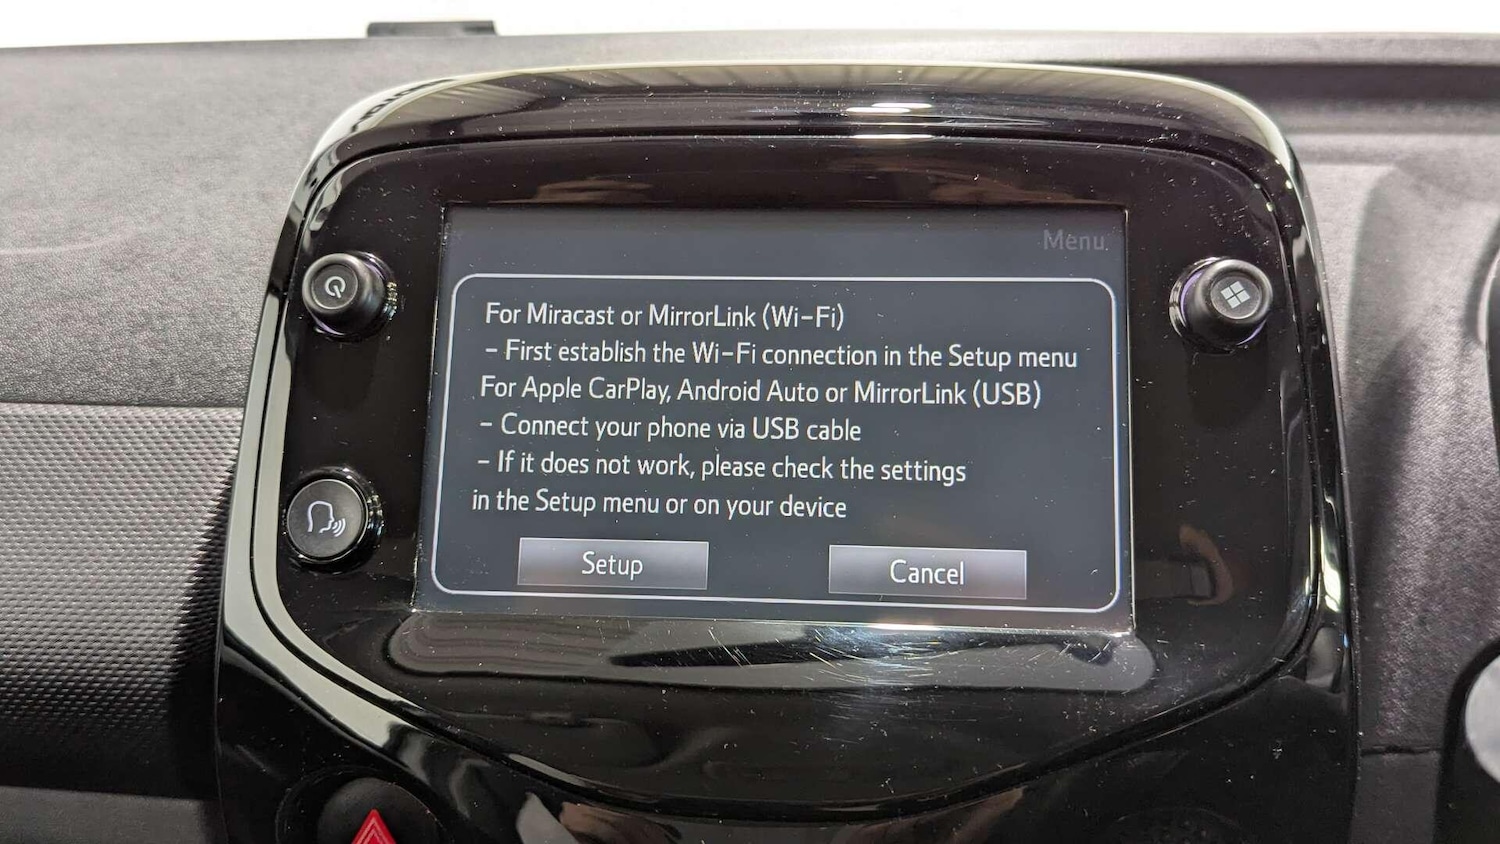 Menu
For Miracast or MirrorLink (Wi-Fi)
- First establish the Wi-Fi connection in the Setup menu
For Apple CarPlay, Android Auto or MirrorLink (USB)
- Connect your phone via USB cable
- If it does not work, please check the settings
in the Setup menu or on your device
Setup Cancel